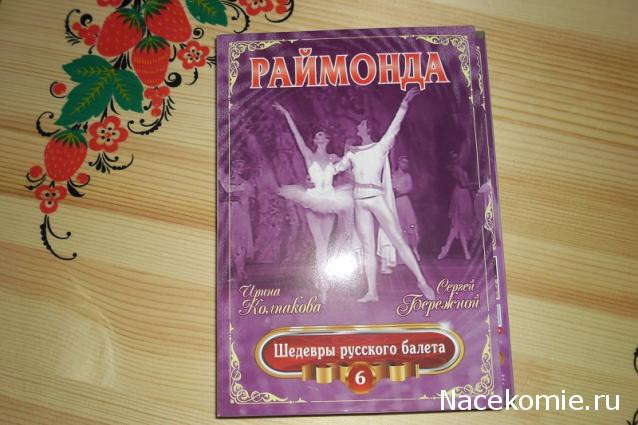 РАЙМОНДА
Ирина
Колпакова
Сергей
Бережной
Шедевры русского балета
6
Nacekomie.ru